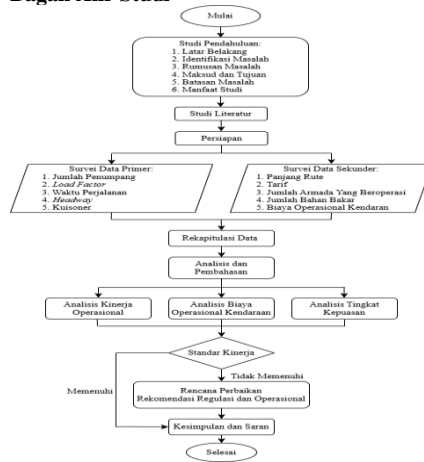 Bagan Alir Studi
Mulai
Studi Pendahuluan:
1. Latar Belakang
2. Identifikasi Masalah
3. Rumusan Masalah
4. Maksud dan Tujuan
5. Batasan Masalah
6. Manfaat Studi
Studi Literatur
Persiapan
Survei Data Primer:
1. Jumlah Penumpang
2. Load Factor
3. Waktu Perjalanan
4. Headway
5. Kuisoner
Survei Data Sekunder:
1. Panjang Rute
2. Tarif
3. Jumlah Armada Yang Beroperasi
4. Jumlah Bahan Bakar
5. Biaya Operasional Kendaran
Rekapitulasi Data
Analisis dan
Pembahasan
Analisis Kinerja
Operasional
Analisis Biaya
Operasional Kendaraan
Analisis Tingkat
Kepuasan
Standar Kinerja
Tidak Memenuhi
Memenuhi
Rencana Perbaikan
Rekomendasi Regulasi dan Operasional
Kesimpulan dan Saran
Selesai